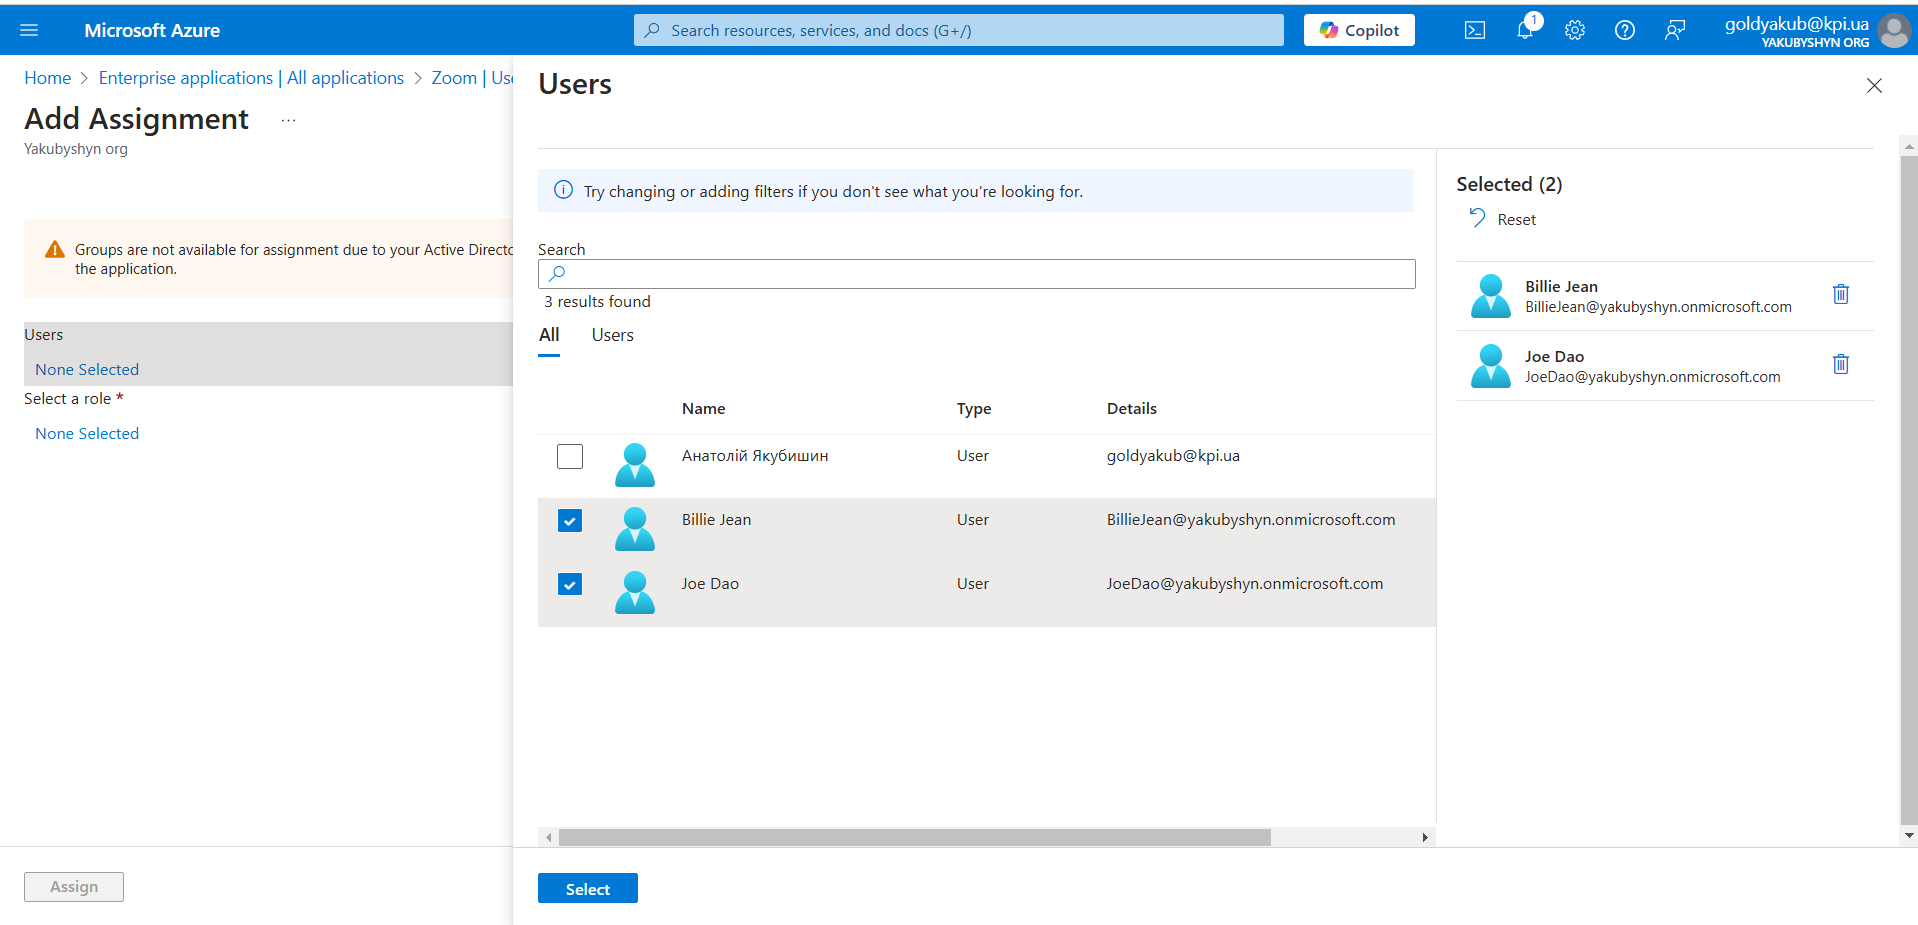 Microsoft Azure
Search resources, services, and docs (G+/)
Copilot
1
goldyakub@kpi.ua
YAKUBYSHYN ORG
Home > Enterprise applications | All applications > Zoom |
Add Assignment ...
Yakubyshyn org
Groups are not available for assignment due to your Active
the application.
Users
None Selected
Select a role *
None Selected
Assign
Users
Try changing or adding filters if you don't see what you're looking for.
Search
3 results found
All Users
Name Type Details
Анатолій Якубишин User goldyakub@kpi.ua
Billie Jean User BillieJean@yakubyshyn.onmicrosoft.com
Joe Dao User JoeDao@yakubyshyn.onmicrosoft.com
Select
Selected (2)
Reset
Billie Jean
BillieJean@yakubyshyn.onmicrosoft.com
Joe Dao
JoeDao@yakubyshyn.onmicrosoft.com